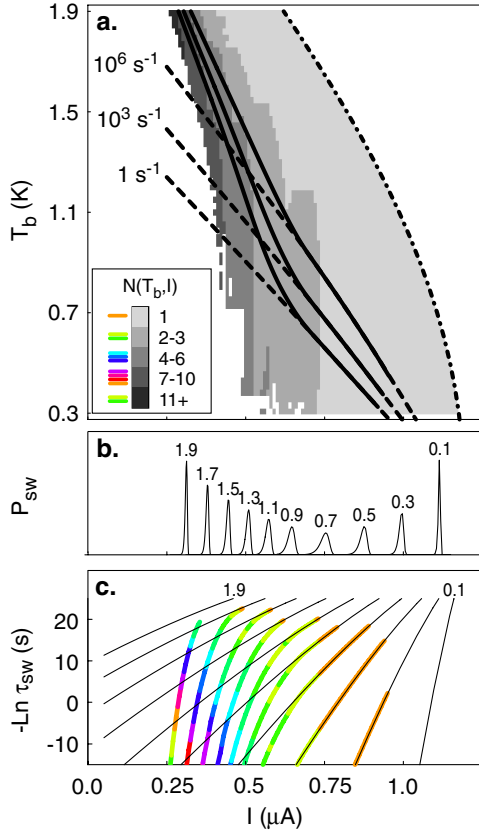 1.9
a.
10⁶ s⁻¹
1.5
10³ s⁻¹
1 s⁻¹
T_b (K)
1.1
N(T_b,I)
1
2-3
4-6
7-10
11+
0.7
0.3
b.
P_sw
1.9
1.7
1.5
1.3
1.1
0.9
0.7
0.5
0.3
0.1
c.
1.9
0.1
-Ln τ_sw (s)
20
10
0
-10
0.0
0.25
0.5
0.75
1.0
I (μA)